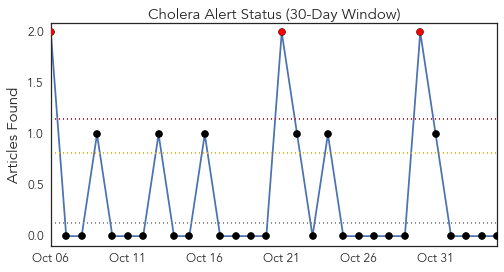 Cholera Alert Status (30-Day Window)
Articles Found
2.0
1.5
1.0
0.5
0.0
Oct 06 Oct 11 Oct 16 Oct 21 Oct 26 Oct 31